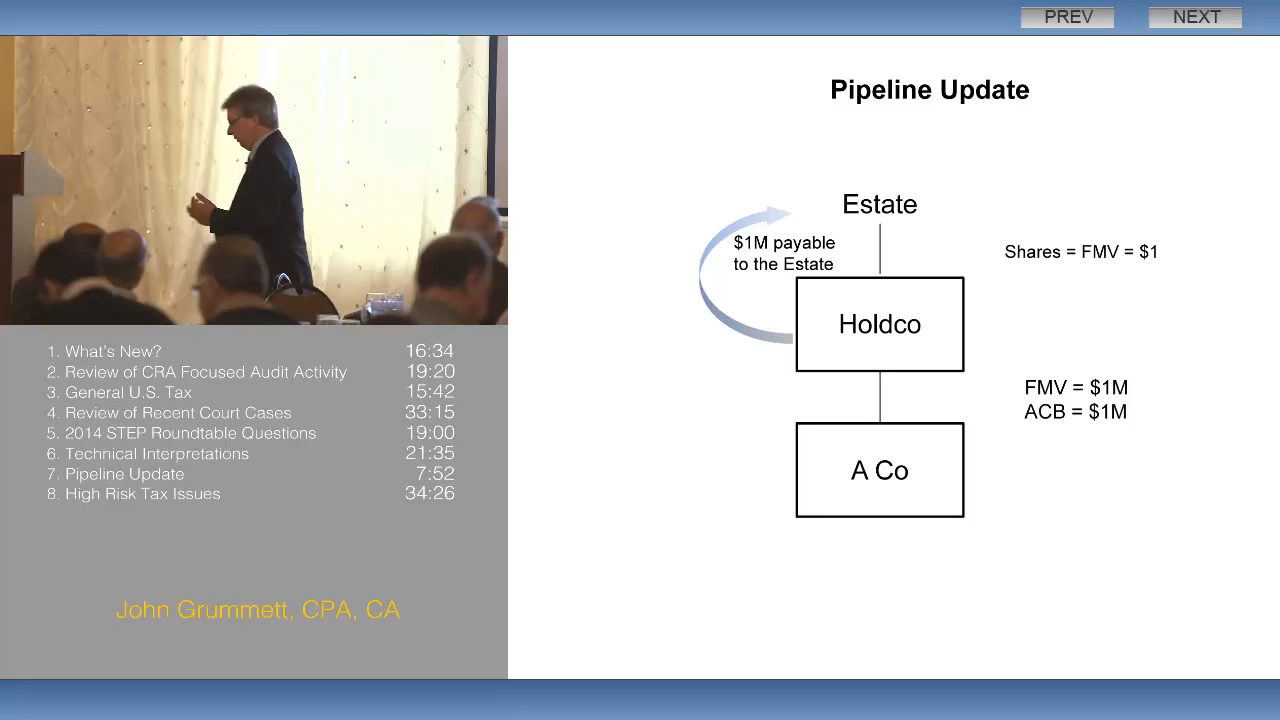 PREV
NEXT
1. What's New? 16:34
2. Review of CRA Focused Audit Activity 19:20
3. General U.S. Tax 15:42
4. Review of Recent Court Cases 33:15
5. 2014 STEP Roundtable Questions 19:00
6. Technical Interpretations 21:35
7. Pipeline Update 7:52
8. High Risk Tax Issues 34:26
John Grummett, CPA, CA
Pipeline Update
Estate
$1M payable
to the Estate
Shares = FMV = $1
Holdco
FMV = $1M
ACB = $1M
A Co